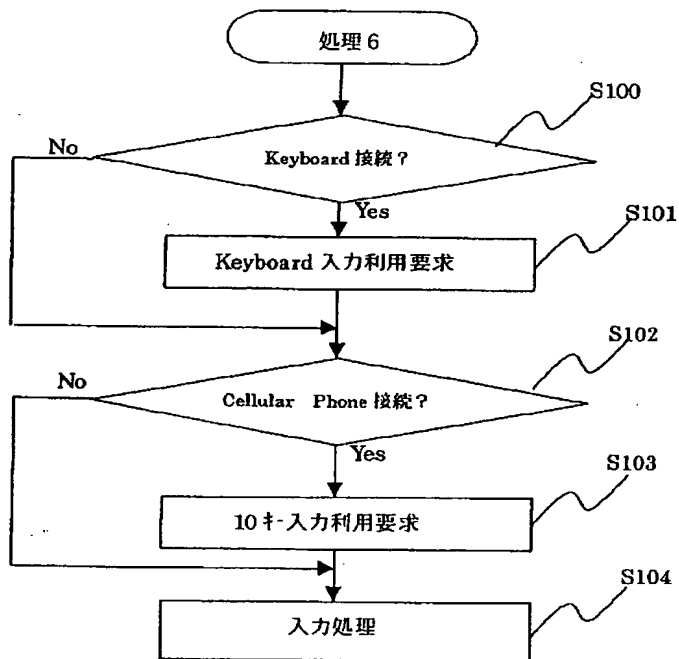 処理6
S100
No
Keyboard 接続?
Yes
S101
Keyboard 入力利用要求
S102
No
Cellular Phone 接続?
Yes
S103
10キー入力利用要求
S104
入力処理